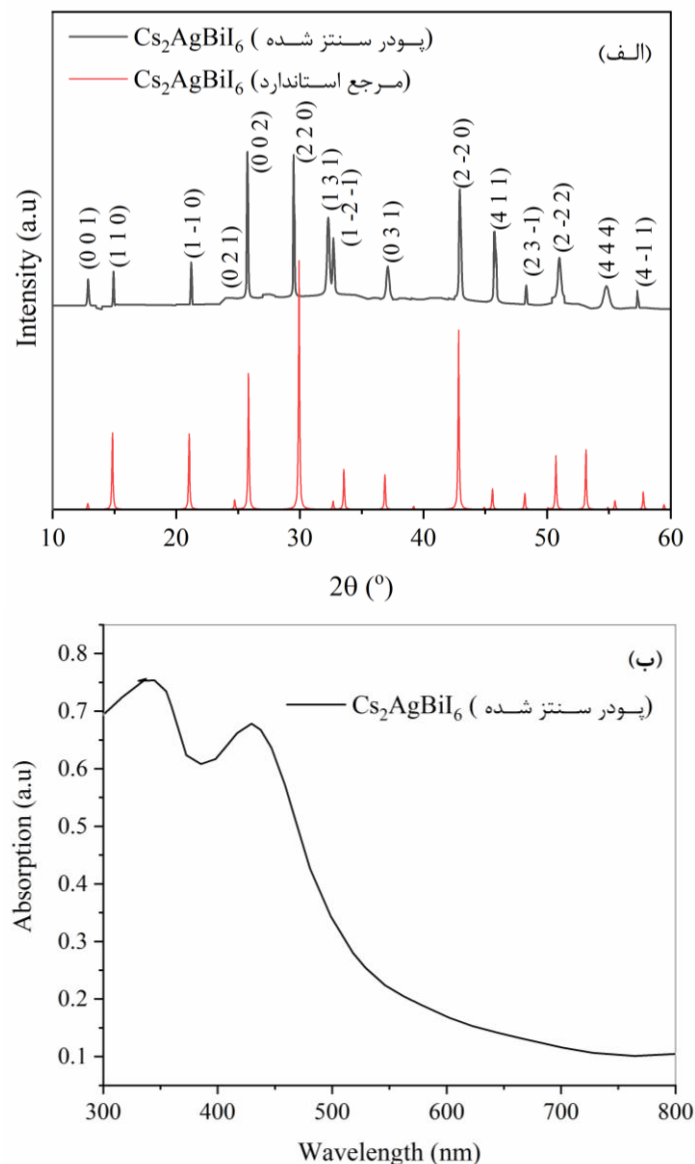 Cs₂AgBiI₆ ( پودر سنتز شده)
(الف)
Cs₂AgBiI₆ (مرجع استاندارد)
(0 0 1)
(1 1 0)
(1 -1 0)
(0 2 1)
(0 0 2)
(2 2 0)
(1 3 1)
(1 -2 -1)
(0 3 1)
(2 -2 0)
(4 1 1)
(2 3 -1)
(2 -2 2)
(4 4 4)
(4 -1 1)
Intensity (a.u)
10 20 30 40 50 60
2θ (°)
(ب)
Cs₂AgBiI₆ ( پودر سنتز شده)
0.8
0.7
0.6
0.5
0.4
0.3
0.2
0.1
Absorption (a.u)
300 400 500 600 700 800
Wavelength (nm)